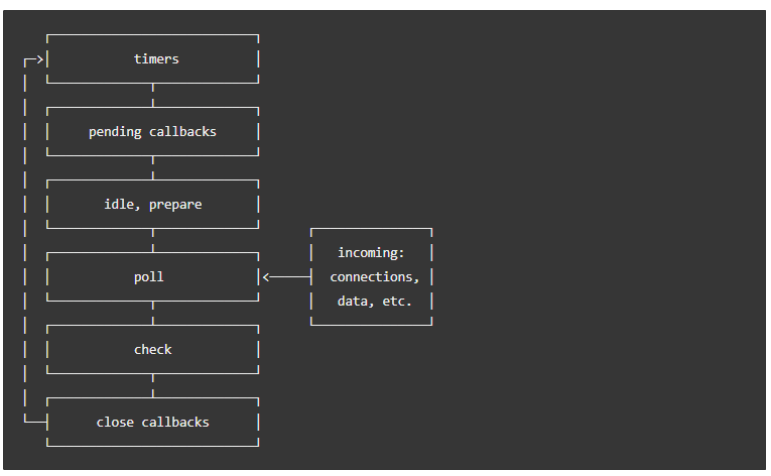 timers
pending callbacks
idle, prepare
incoming:
poll
connections,
data, etc.
check
close callbacks